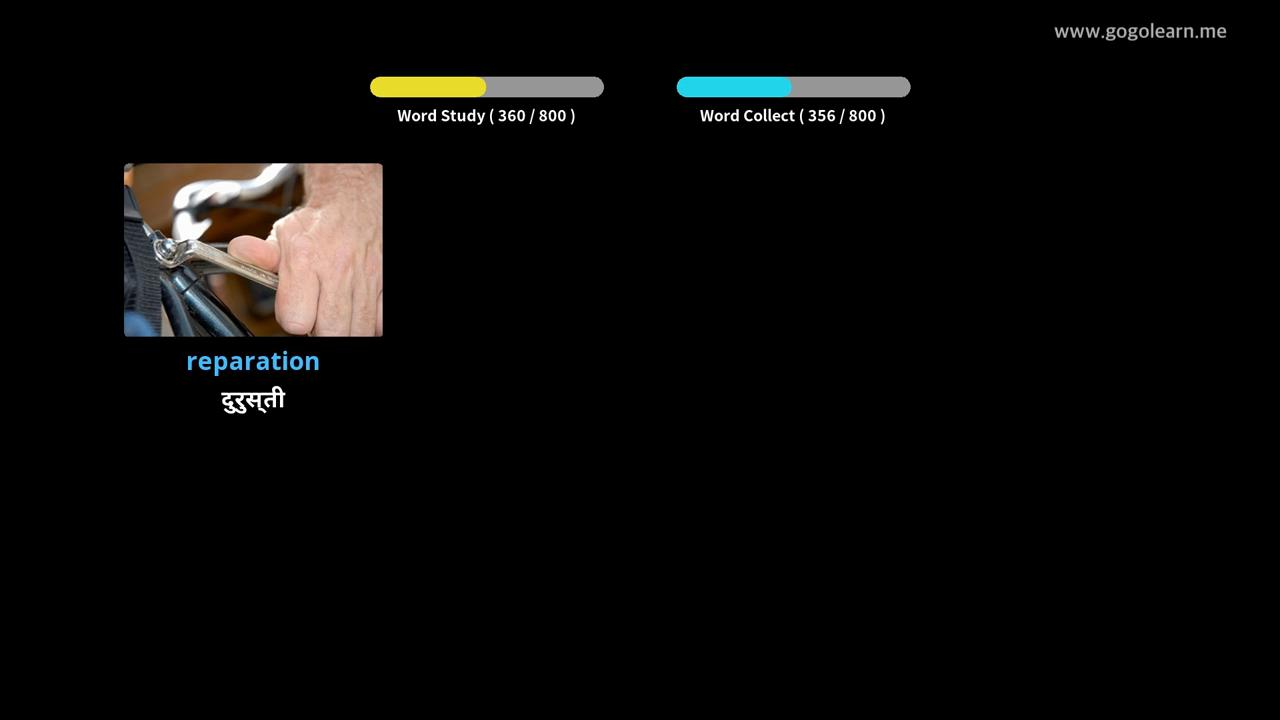 www.gogolearn.me
Word Study ( 360 / 800 )
Word Collect ( 356 / 800 )
reparation
दुरुस्ती